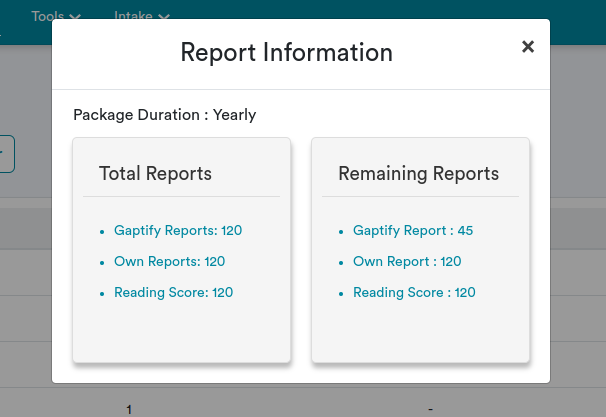 Tools Intake
Report Information
×
Package Duration : Yearly
Total Reports
Gaptify Reports: 120
Own Reports: 120
Reading Score: 120
Remaining Reports
Gaptify Report : 45
Own Report : 120
Reading Score : 120
1 -